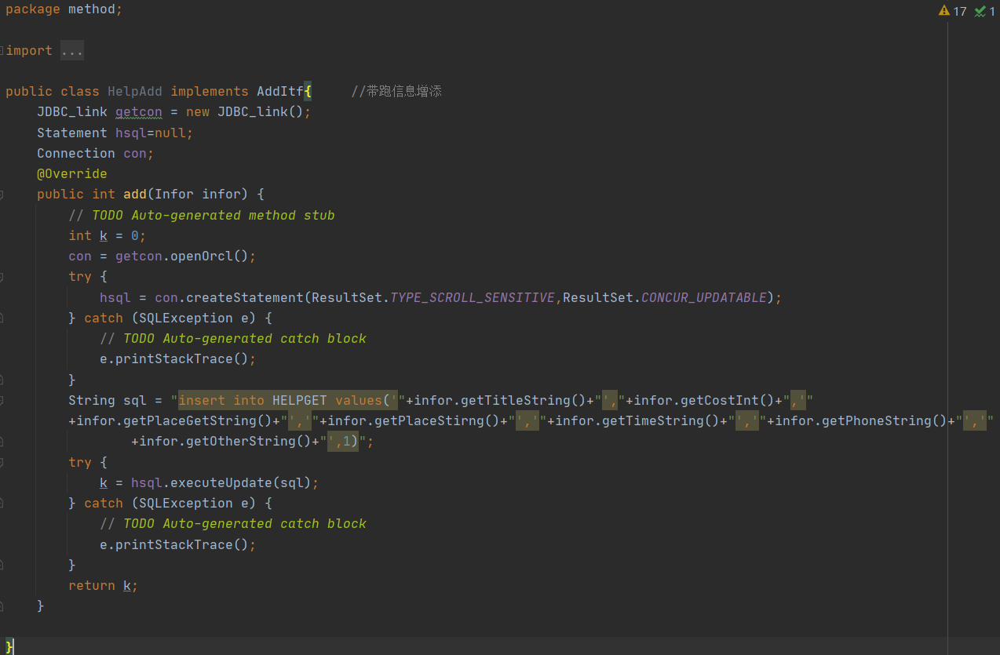 package method;
17 1
import ...
public class HelpAdd implements AddItf{ //带跑信息增添
JDBC_link getcon = new JDBC_link();
Statement hsql=null;
Connection con;
@Override
public int add(Infor infor) {
// TODO Auto-generated method stub
int k = 0;
con = getcon.openOrcl();
try {
hsql = con.createStatement(ResultSet.TYPE_SCROLL_SENSITIVE,ResultSet.CONCUR_UPDATABLE);
} catch (SQLException e) {
// TODO Auto-generated catch block
e.printStackTrace();
}
String sql = "insert into HELPGET values('"+infor.getTitleString()+"',"+infor.getCostInt()+",'"
+infor.getPlaceGetString()+"','"+infor.getPlaceStirng()+"','"+infor.getTimeString()+"','"+infor.getPhoneString()+"','"
+infor.getOtherString()+"',1)";
try {
k = hsql.executeUpdate(sql);
} catch (SQLException e) {
// TODO Auto-generated catch block
e.printStackTrace();
}
return k;
}
}